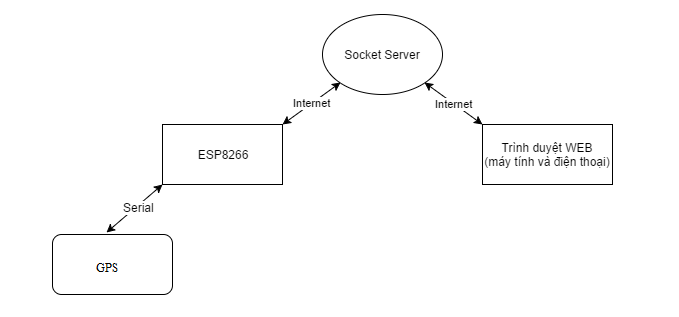 Socket Server
Internet
Internet
ESP8266
Trình duyệt WEB
(máy tính và điện thoại)
Serial
GPS